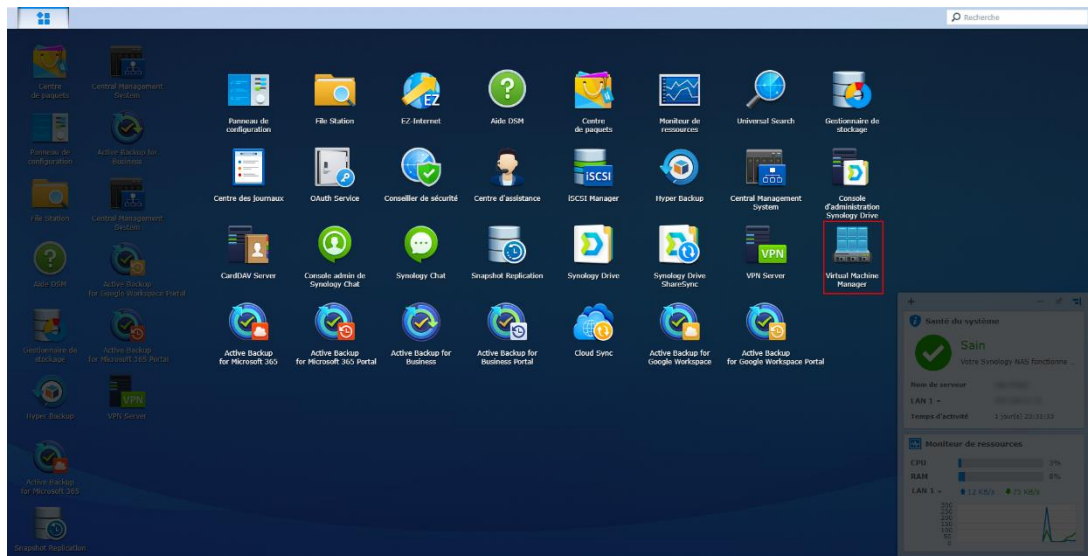 Recherche
Centre
de paquets
Central Management
System
Panneau de
configuration
Active Backup for
Business
File Station
Central Management
System
Aide DSM
Active Backup
for Google Workspace Portal
Gestionnaire de
stockage
Active Backup
for Microsoft 365 Portal
Hyper Backup
VPN
VPN Server
Active Backup
for Microsoft 365
Snapshot Replication
Panneau de
configuration
File Station
EZ
EZ-Internet
Aide DSM
Centre
de paquets
Moniteur de
ressources
Universal Search
Gestionnaire de
stockage
Centre des journaux
OAuth Service
Conseiller de sécurité
Centre d'assistance
iSCSI
iSCSI Manager
Hyper Backup
Central Management
System
Console
d'administration
Synology Drive
CardDAV Server
Console admin de
Synology Chat
Synology Chat
Snapshot Replication
Synology Drive
Synology Drive
ShareSync
VPN
VPN Server
Virtual Machine
Manager
Active Backup
for Microsoft 365
Active Backup
for Microsoft 365 Portal
Active Backup for
Business
Active Backup for
Business Portal
Cloud Sync
Active Backup for
Google Workspace
Active Backup
for Google Workspace Portal
Santé du système
Sain
Votre Synology NAS fonctionne ...
Nom de serveur
LAN 1
Temps d'activité
Moniteur de ressources
CPU
RAM
LAN 1 12 KB/s 75 KB/s